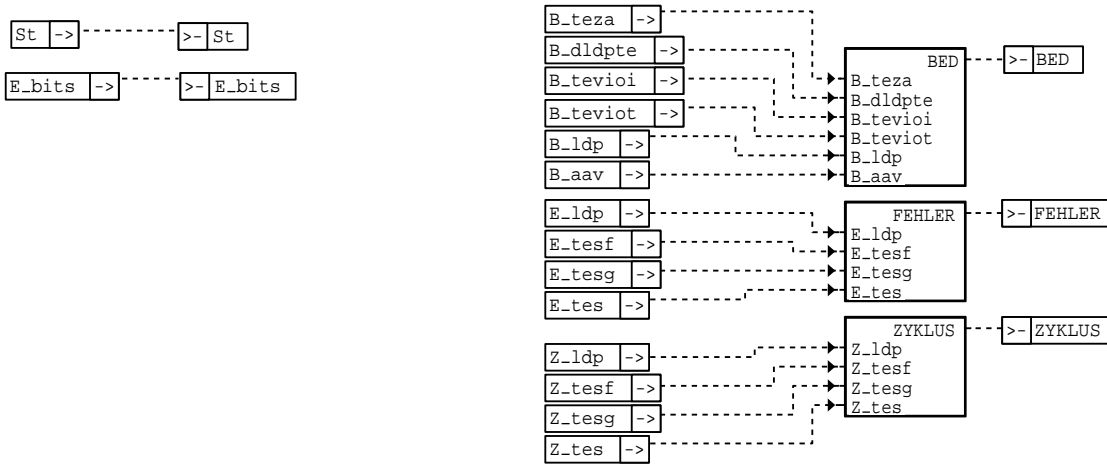 St -> >- St
E_bits -> >- E_bits
B_teza ->
B_dldpte ->
B_tevioi ->
B_teviot ->
B_ldp ->
B_aav ->
BED
B_teza
B_dldpte
B_tevioi
B_teviot
B_ldp
B_aav
>- BED
E_ldp ->
E_tesf ->
E_tesg ->
E_tes ->
FEHLER
E_ldp
E_tesf
E_tesg
E_tes
>- FEHLER
Z_ldp ->
Z_tesf ->
Z_tesg ->
Z_tes ->
ZYKLUS
Z_ldp
Z_tesf
Z_tesg
Z_tes
>- ZYKLUS